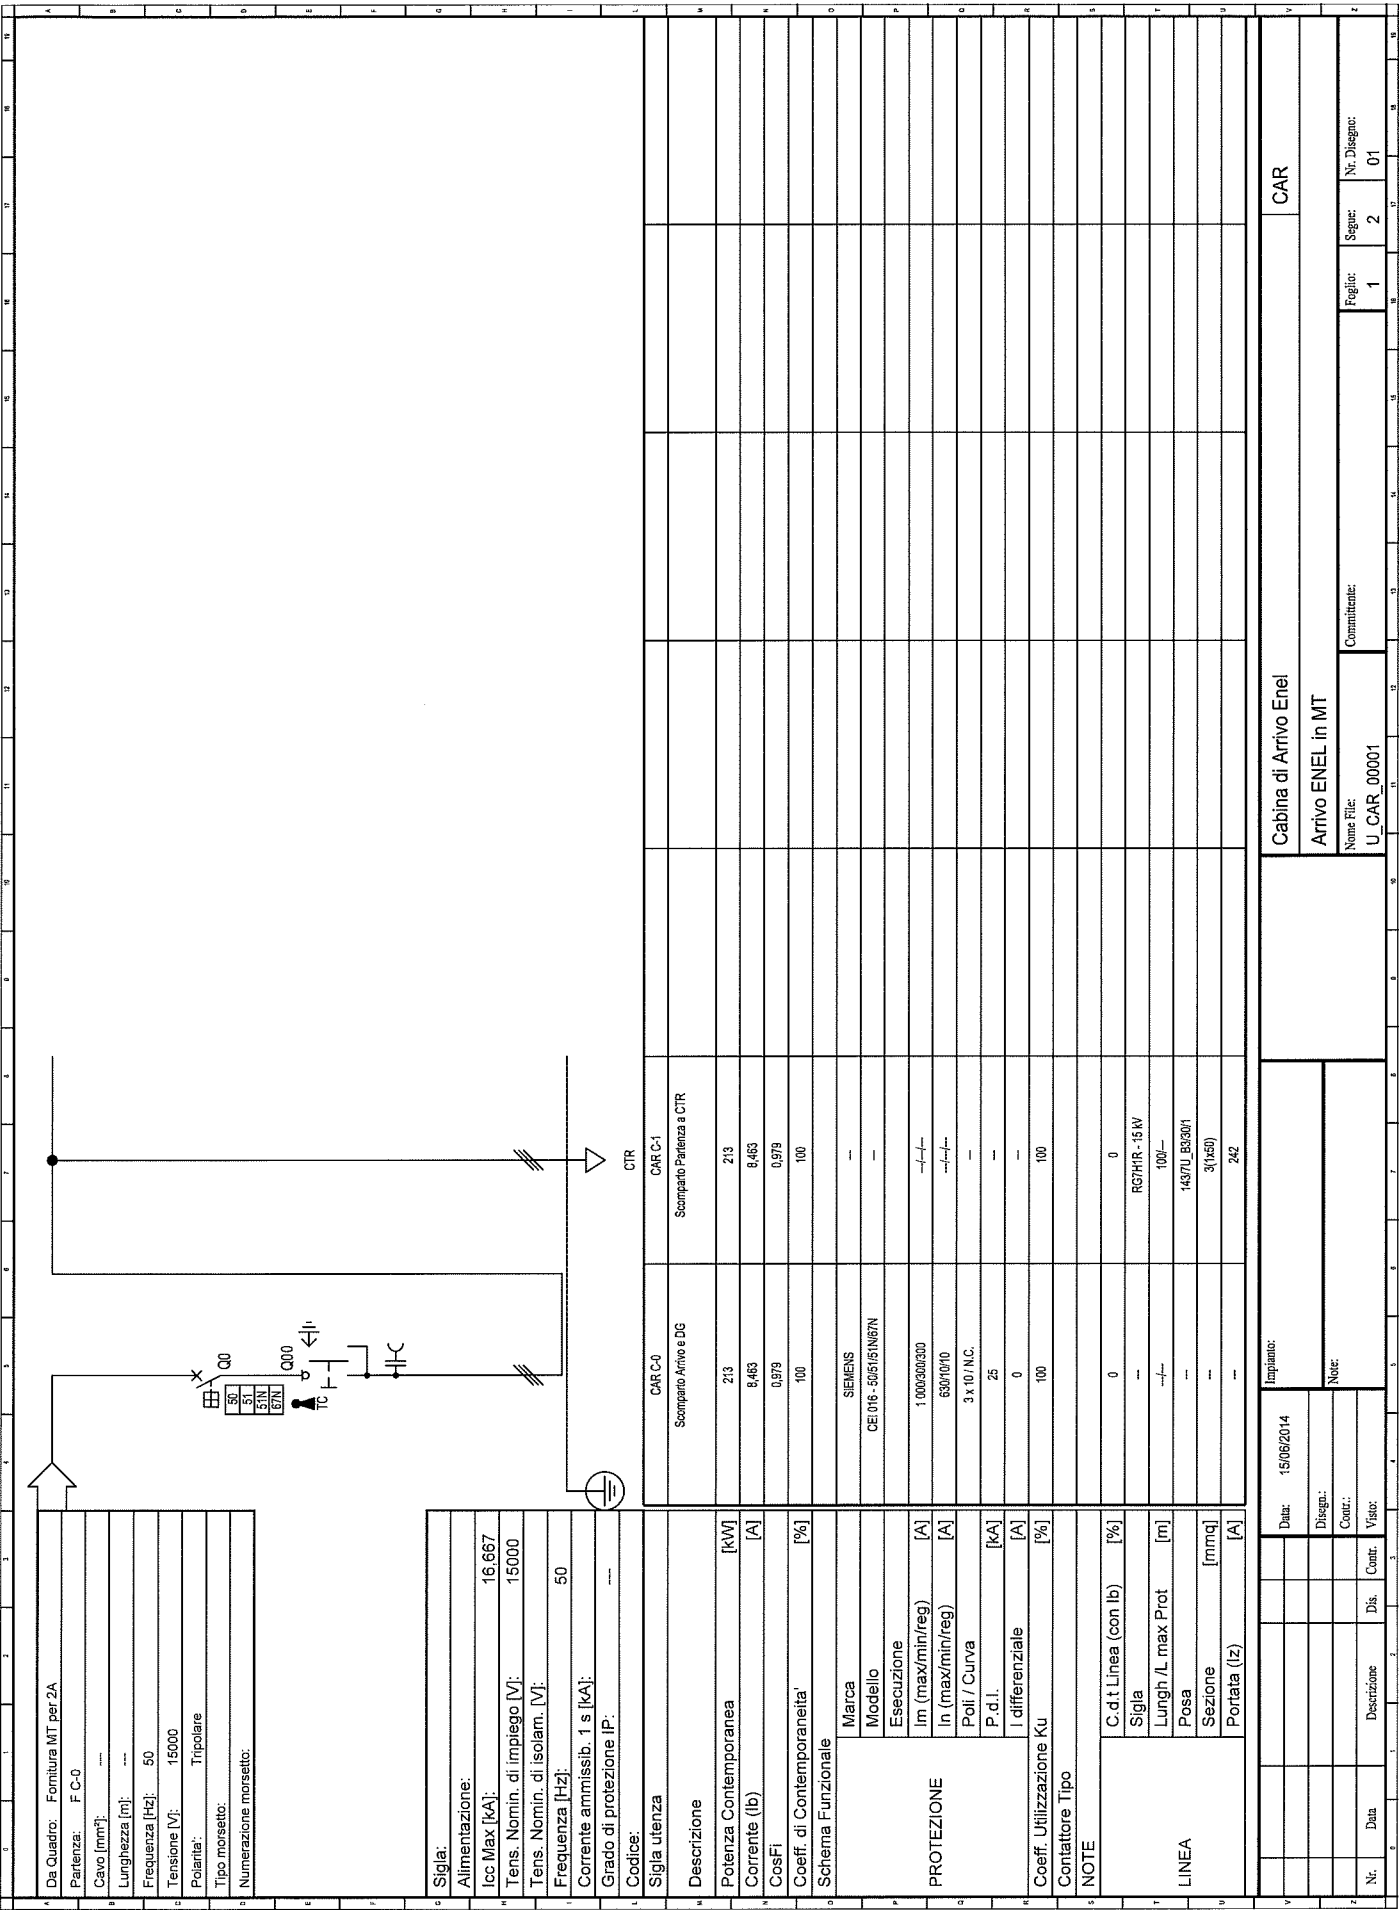 Da Quadro: Fornitura MT per 2A
Partenza: F C-0
Cavo [mm²]: ---
Lunghezza [m]: ---
Frequenza [Hz]: 50
Tensione [V]: 15000
Polarita': Tripolare
Tipo morsetto:
Numerazione morsetto:
Q0
50
51
51N
67N
Q00
TC
Sigla:
Alimentazione:
Icc Max [kA]: 16,667
Tens. Nomin. di impiego [V]: 15000
Tens. Nomin. di isolam. [V]:
Frequenza [Hz]: 50
Corrente ammissib. 1 s [kA]:
Grado di protezione IP: ---
Codice:
CTR
Sigla utenza CAR C-0 CAR C-1
Descrizione Scomparto Arrivo e DG Scomparto Partenza a CTR
Potenza Contemporanea [kW] 213 213
Corrente (Ib) [A] 8,463 8,463
CosFi 0,979 0,979
Coeff. di Contemporaneita' [%] 100 100
Schema Funzionale
PROTEZIONE
Marca SIEMENS ---
Modello CEI 016 - 50/51/51N/67N ---
Esecuzione
Im (max/min/reg) [A] 1 000/300/300 ---/---/---
In (max/min/reg) [A] 630/10/10 ---/---/---
Poli / Curva 3 x 10 / N.C. ---
P.d.I. [kA] 25 ---
I differenziale [A] 0 ---
Coeff. Utilizzazione Ku [%] 100 100
Contattore Tipo
NOTE
LINEA
C.d.t Linea (con Ib) [%] 0 0
Sigla --- RG7H1R - 15 kV
Lungh /L max Prot [m] ---/--- 100/---
Posa --- 143/7U_B3/30/1
Sezione [mmq] --- 3(1x50)
Portata (Iz) [A] --- 242
Nr. Data Descrizione Dis. Contr.
Data: 15/06/2014
Disegn.:
Contr.:
Visto:
Impianto:
Note:
Cabina di Arrivo Enel CAR
Arrivo ENEL in MT
Nome File: U_CAR_00001
Committente:
Foglio: 1
Segue: 2
Nr. Disegno: 01